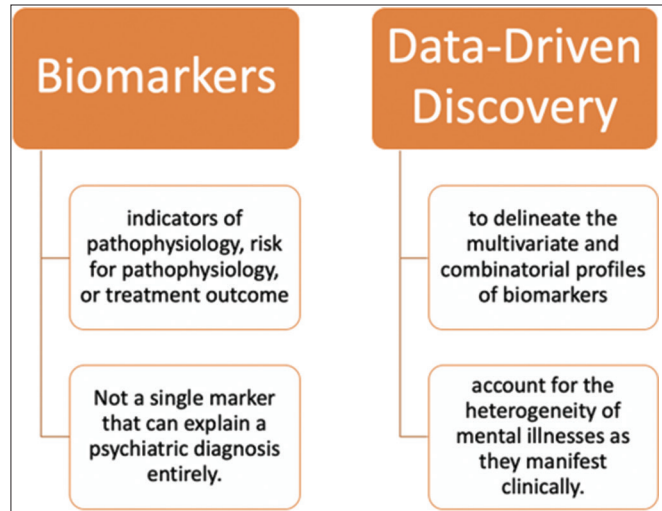 Biomarkers
indicators of
pathophysiology, risk
for pathophysiology,
or treatment outcome
Not a single marker
that can explain a
psychiatric diagnosis
entirely.
Data-Driven
Discovery
to delineate the
multivariate and
combinatorial profiles
of biomarkers
account for the
heterogeneity of
mental illnesses as
they manifest
clinically.